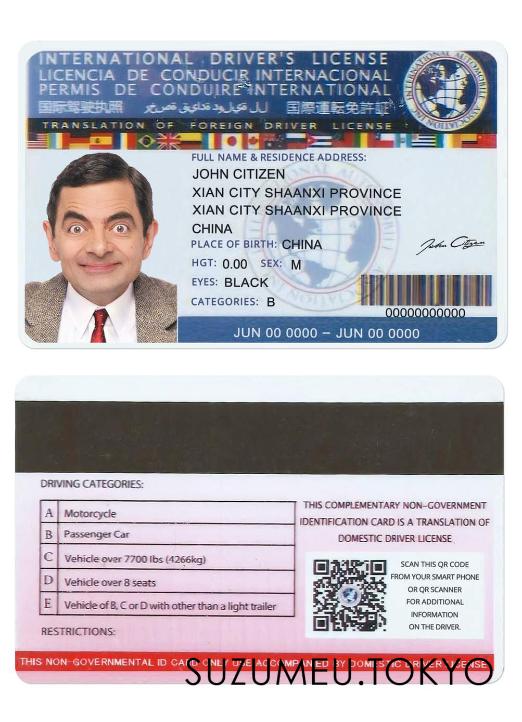 INTERNATIONAL DRIVER'S LICENSE
LICENCIA DE CONDUCIR INTERNACIONAL
PERMIS DE CONDUIRE INTERNATIONAL
国际驾驶执照 国際運転免許証
TRANSLATION OF FOREIGN DRIVER LICENSE
INTERNATIONAL AUTOMOBILE ASSOCIATION INC
FULL NAME & RESIDENCE ADDRESS:
JOHN CITIZEN
XIAN CITY SHAANXI PROVINCE
XIAN CITY SHAANXI PROVINCE
CHINA
PLACE OF BIRTH: CHINA
John Citizen
HGT: 0.00 SEX: M
EYES: BLACK
CATEGORIES: B
00000000000
JUN 00 0000 – JUN 00 0000
DRIVING CATEGORIES:
A Motorcycle
B Passenger Car
C Vehicle over 7700 lbs (4266kg)
D Vehicle over 8 seats
E Vehicle of B, C or D with other than a light trailer
RESTRICTIONS:
THIS COMPLEMENTARY NON-GOVERNMENT
IDENTIFICATION CARD IS A TRANSLATION OF
DOMESTIC DRIVER LICENSE
SCAN THIS QR CODE
FROM YOUR SMART PHONE
OR QR SCANNER
FOR ADDITIONAL
INFORMATION
ON THE DRIVER.
THIS NON-GOVERNMENTAL ID CARD ONLY USE ACCOMPANIED BY DOMESTIC DRIVER LICENSE
SUZUMEU.TOKYO